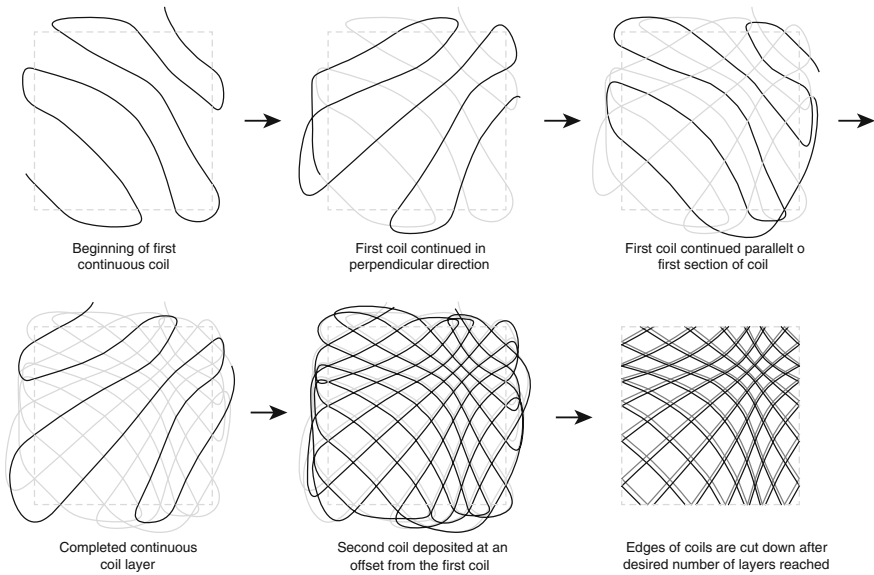 Beginning of first
continuous coil
First coil continued in
perpendicular direction
First coil continued parallelt o
first section of coil
Completed continuous
coil layer
Second coil deposited at an
offset from the first coil
Edges of coils are cut down after
desired number of layers reached